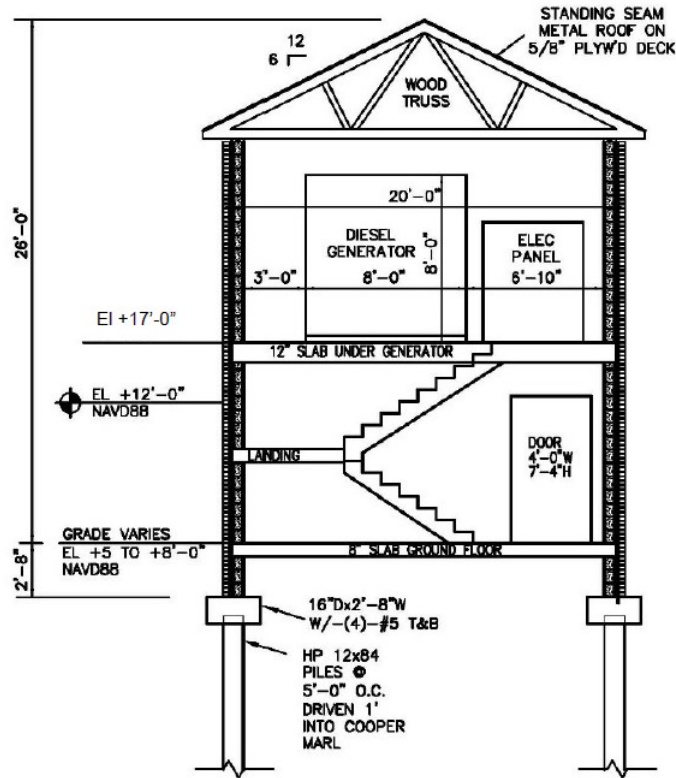 STANDING SEAM
METAL ROOF ON
5/8" PLYW'D DECK
12
6
WOOD
TRUSS
26'-0"
20'-0"
DIESEL
GENERATOR
8'-0"
ELEC
PANEL
3'-0"
8'-0"
6'-10"
El +17'-0"
12" SLAB UNDER GENERATOR
EL +12'-0"
NAVD88
LANDING
DOOR
4'-0"W
7'-4"H
GRADE VARIES
EL +5 TO +8'-0"
NAVD88
8" SLAB GROUND FLOOR
2'-8"
16"Dx2'-8"W
W/-(4)-#5 T&B
HP 12x84
PILES @
5'-0" O.C.
DRIVEN 1'
INTO COOPER
MARL